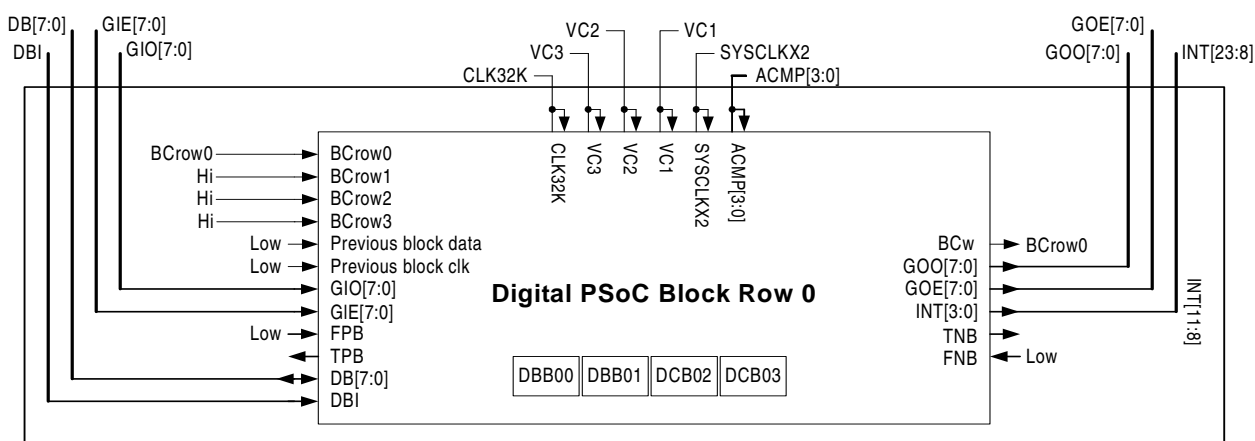 DB[7:0] GIE[7:0] VC2 VC1 GOE[7:0]
DBI GIO[7:0] VC3 SYSCLKX2 GOO[7:0] INT[23:8]
CLK32K ACMP[3:0]
CLK32K
VC3
VC2
VC1
SYSCLKX2
ACMP[3:0]
BCrow0 BCrow0
Hi BCrow1
Hi BCrow2
Hi BCrow3
Low Previous block data BCw BCrow0
Low Previous block clk GOO[7:0]
GIO[7:0] Digital PSoC Block Row 0 GOE[7:0]
GIE[7:0] INT[3:0]
INT[11:8]
Low FPB TNB
TPB FNB Low
DB[7:0] DBB00 DBB01 DCB02 DCB03
DBI